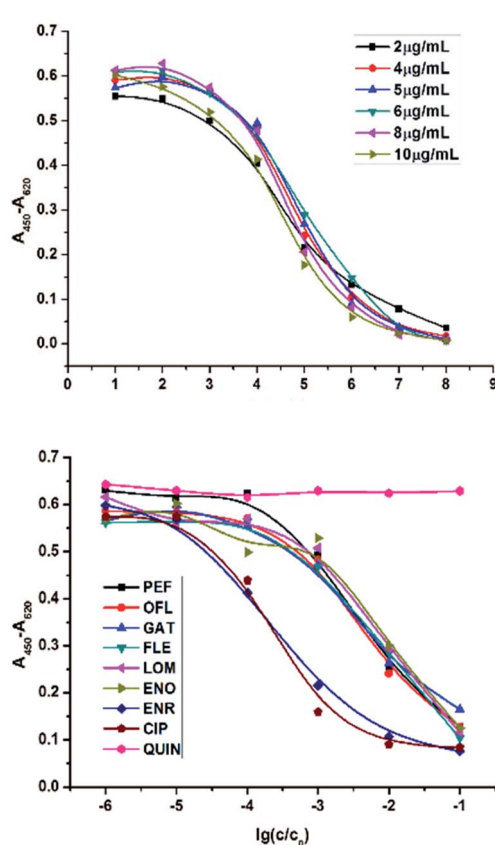 0.7
0.6
0.5
0.4
0.3
0.2
0.1
0.0
A450-A620
2μg/mL
4μg/mL
5μg/mL
6μg/mL
8μg/mL
10μg/mL
0 1 2 3 4 5 6 7 8 9
0.7
0.6
0.5
0.4
0.3
0.2
0.1
0.0
A450-A620
PEF
OFL
GAT
FLE
LOM
ENO
ENR
CIP
QUIN
-6 -5 -4 -3 -2 -1
lg(c/c0)